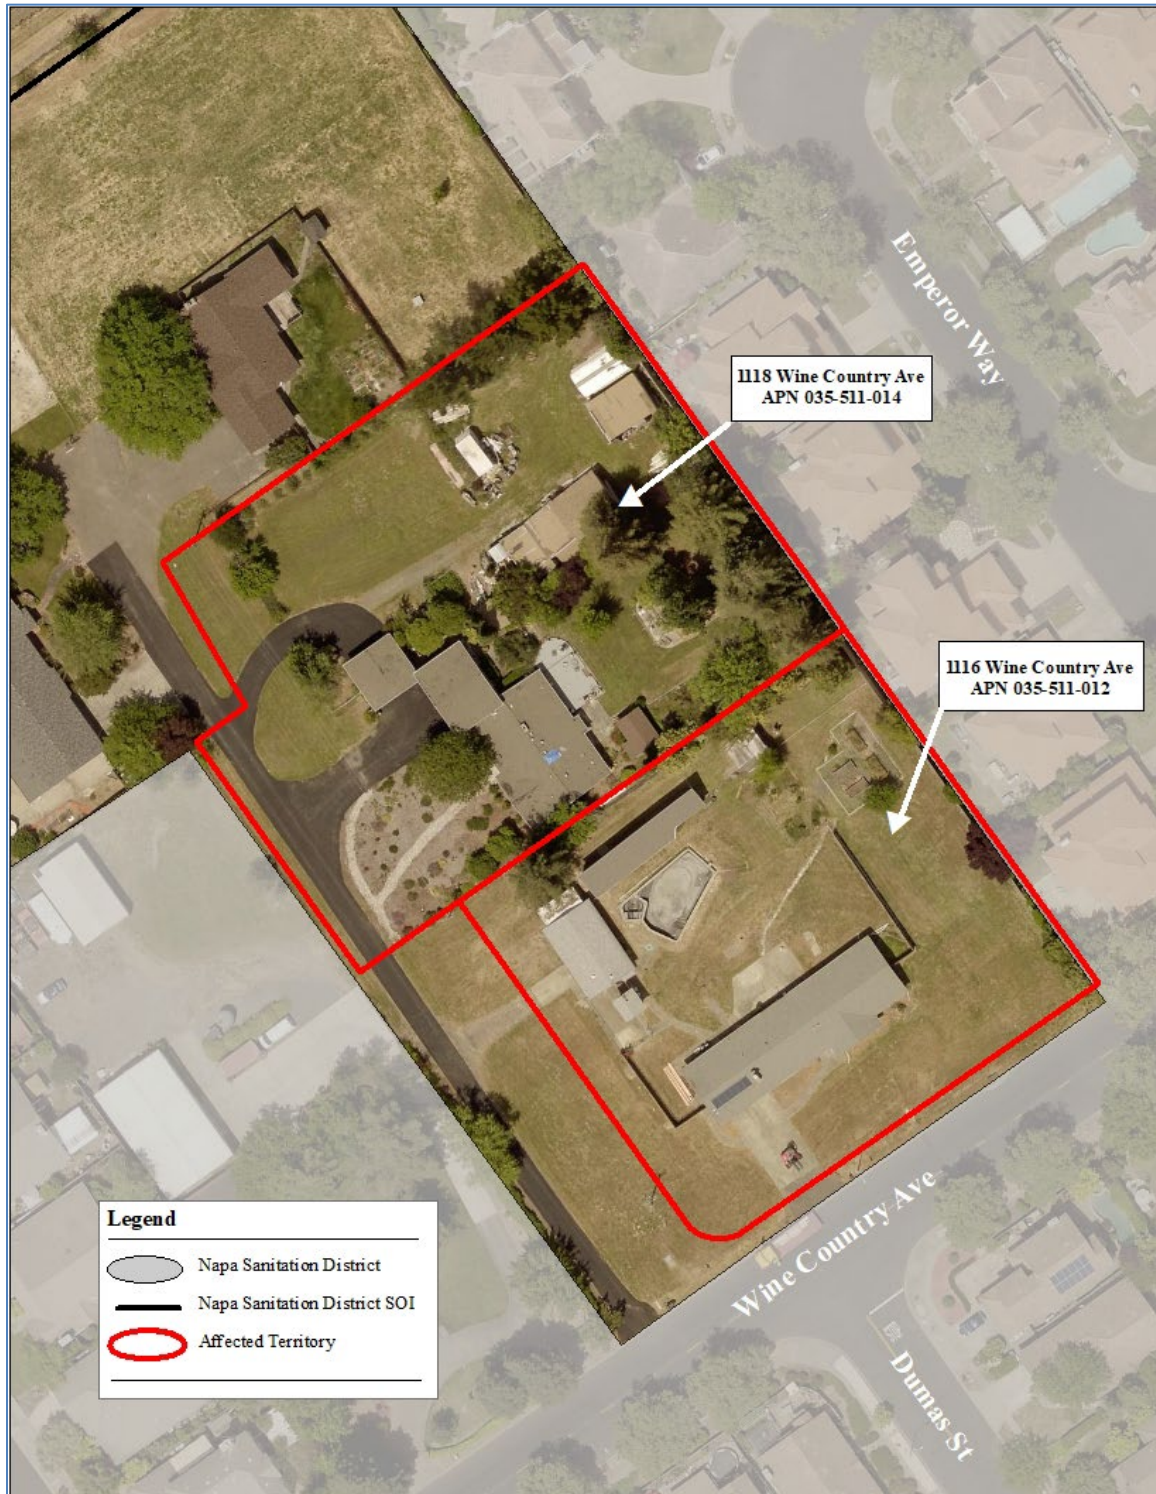 Emperor Way
1118 Wine Country Ave
APN 035-511-014
1116 Wine Country Ave
APN 035-511-012
Wine Country Ave
Dumas St
Legend
Napa Sanitation District
Napa Sanitation District SOI
Affected Territory